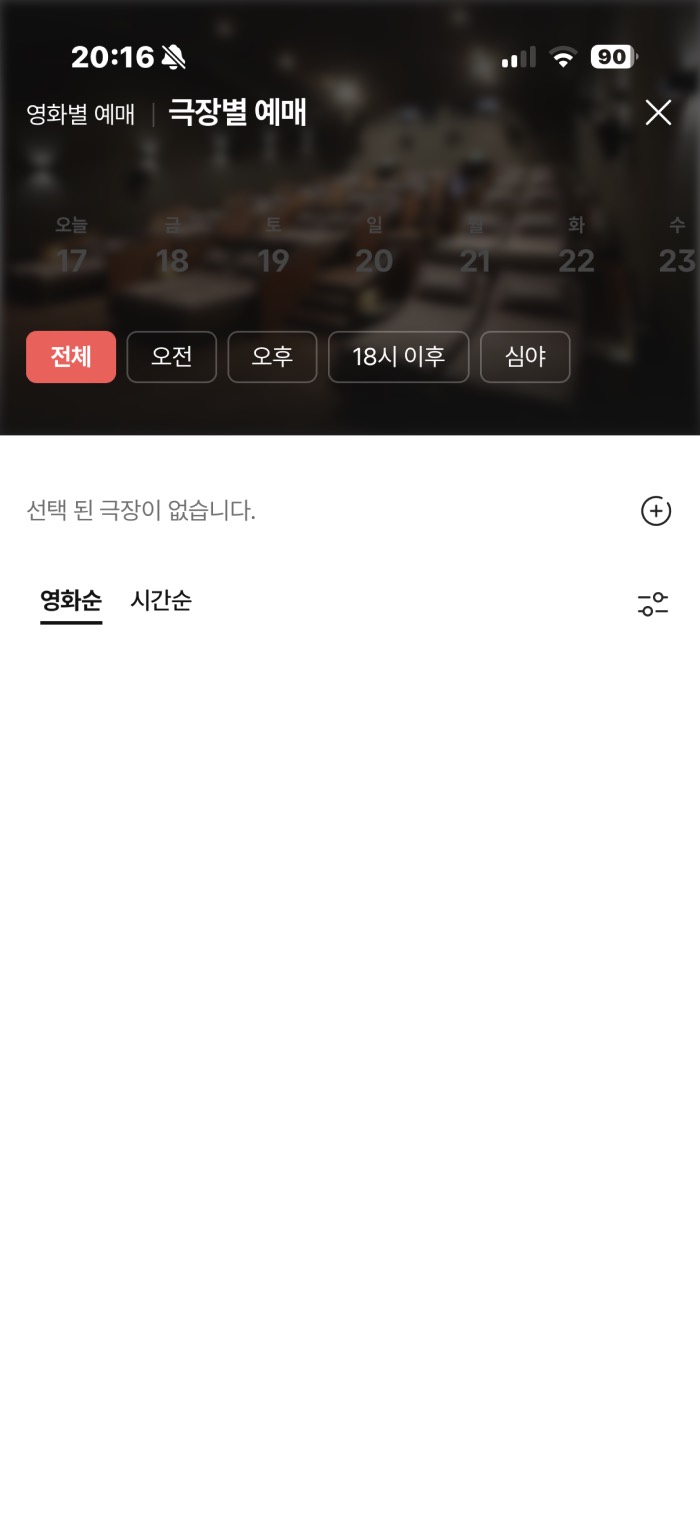 20:16 90
영화별 예매 | 극장별 예매
오늘 금 토 일 월 화 수
17 18 19 20 21 22 23
전체 오전 오후 18시 이후 심야
선택 된 극장이 없습니다.
영화순 시간순